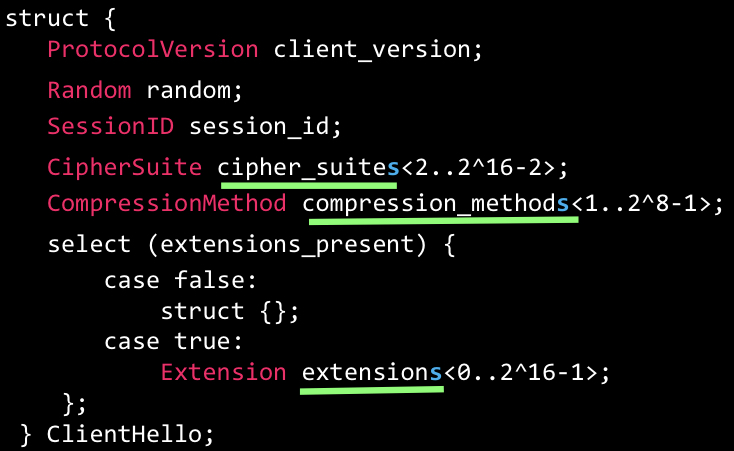 struct {
ProtocolVersion client_version;
Random random;
SessionID session_id;
CipherSuite cipher_suites<2..2^16-2>;
CompressionMethod compression_methods<1..2^8-1>;
select (extensions_present) {
case false:
struct {};
case true:
Extension extensions<0..2^16-1>;
};
} ClientHello;